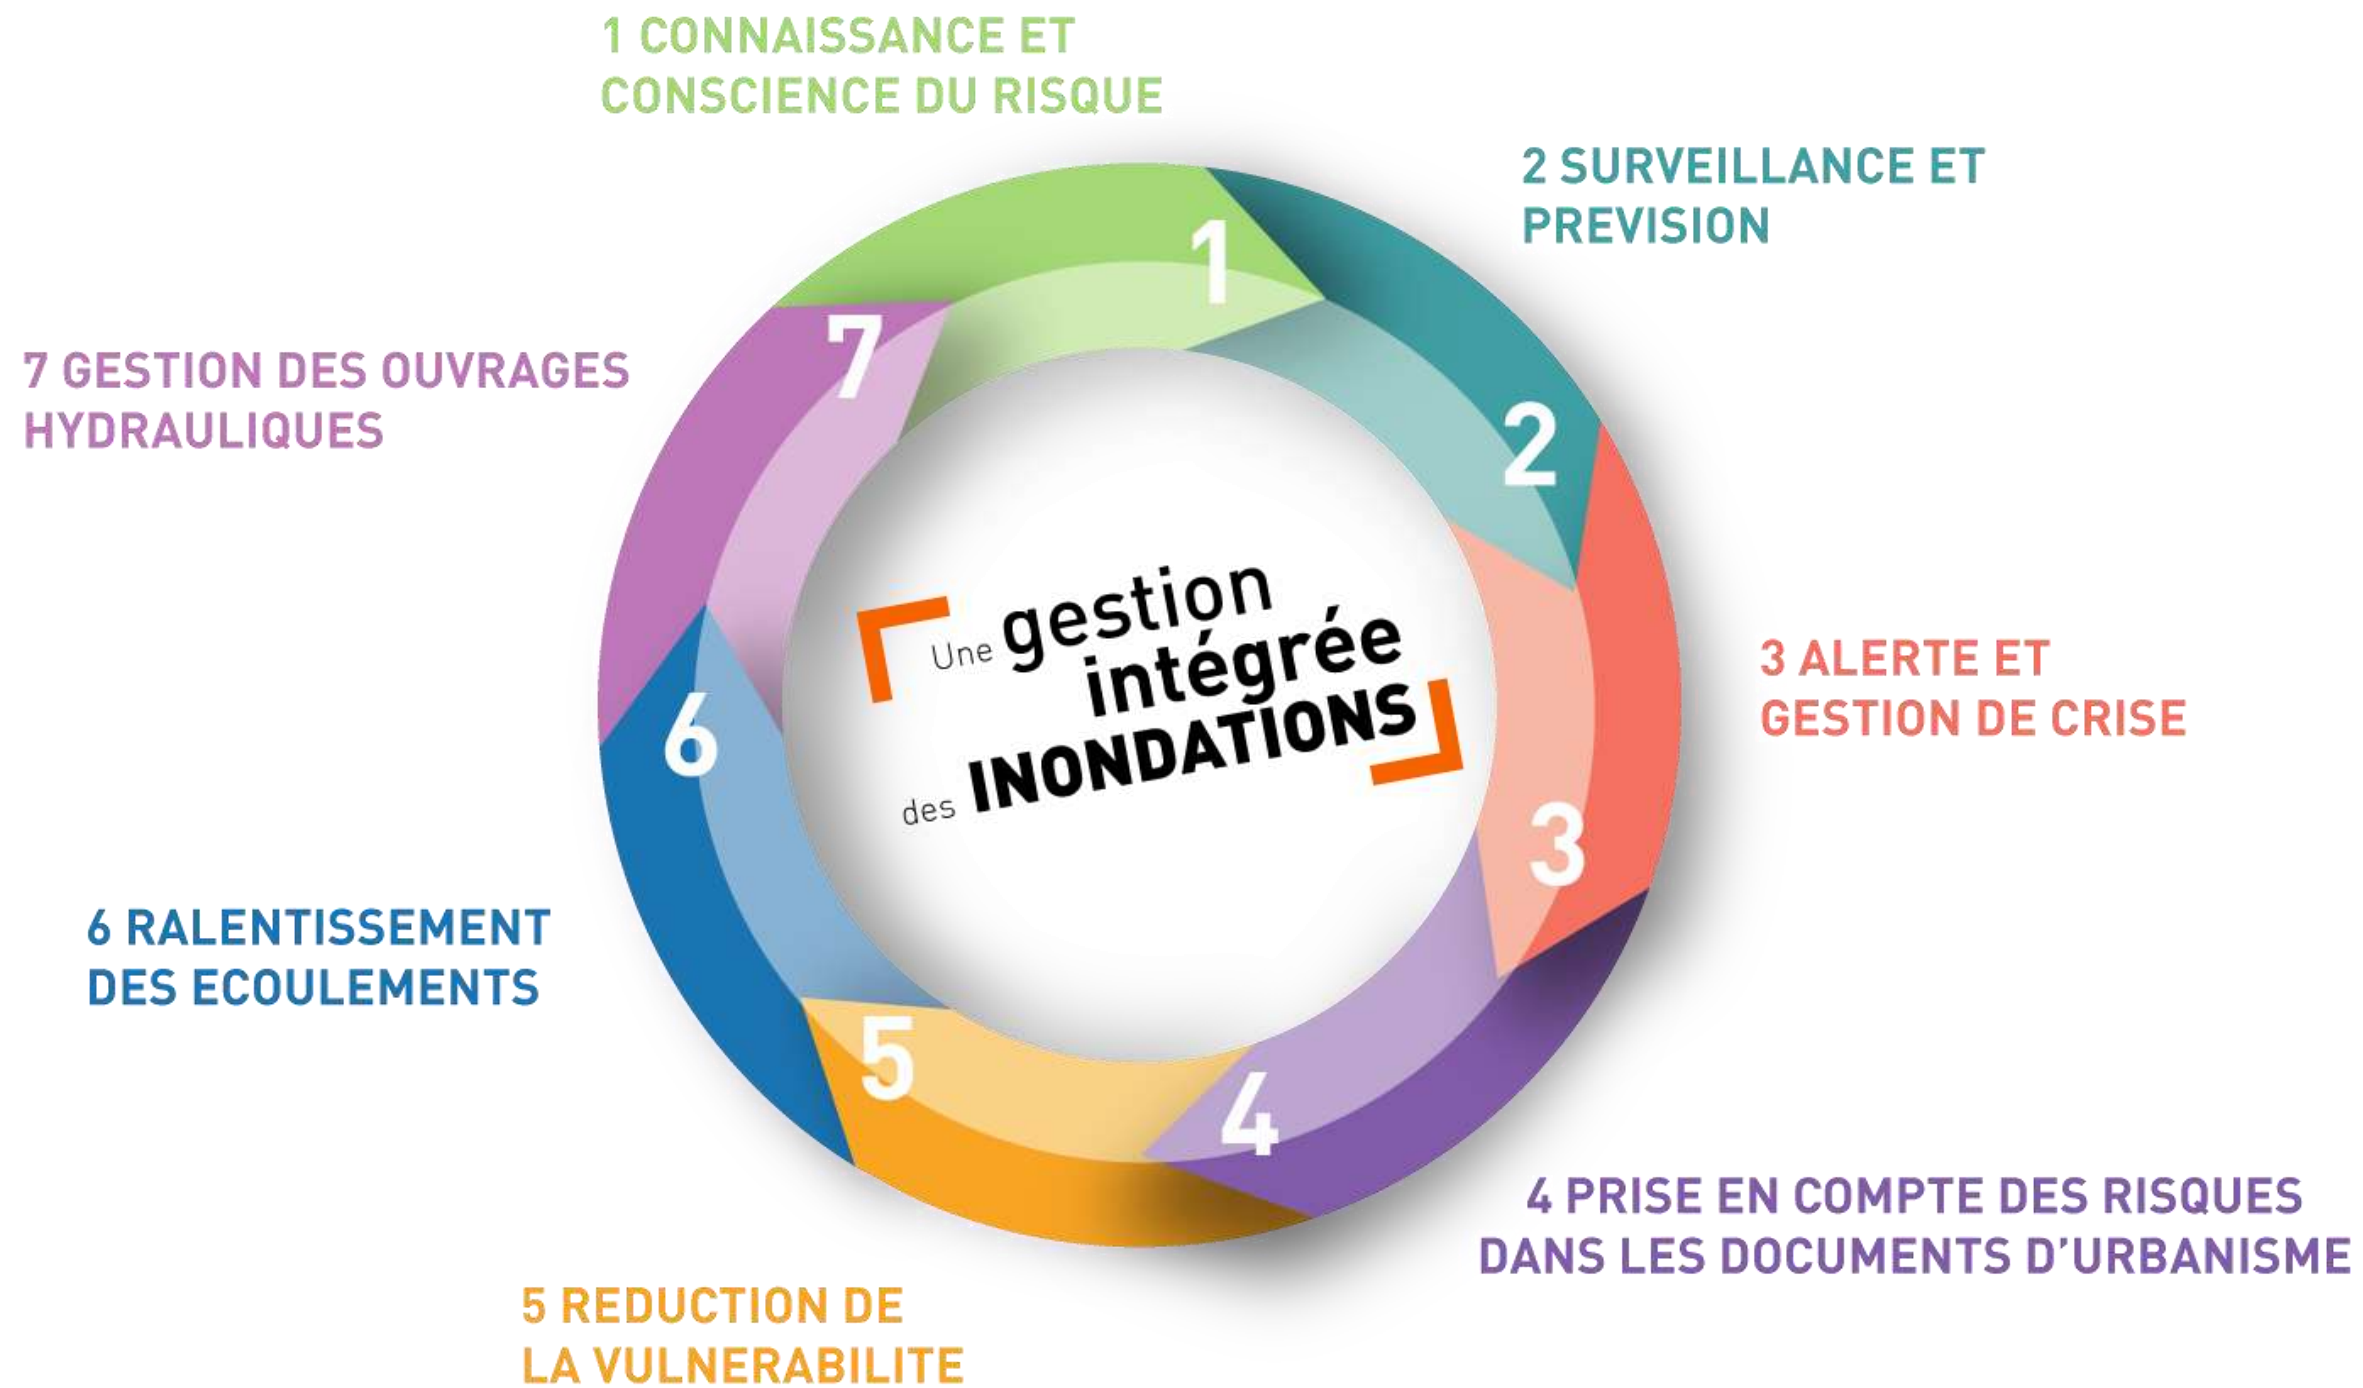 1 CONNAISSANCE ET
CONSCIENCE DU RISQUE
2 SURVEILLANCE ET
PREVISION
3 ALERTE ET
GESTION DE CRISE
4 PRISE EN COMPTE DES RISQUES
DANS LES DOCUMENTS D'URBANISME
5 REDUCTION DE
LA VULNERABILITE
6 RALENTISSEMENT
DES ECOULEMENTS
7 GESTION DES OUVRAGES
HYDRAULIQUES
1
2
3
4
5
6
7
Une gestion
intégrée
des INONDATIONS